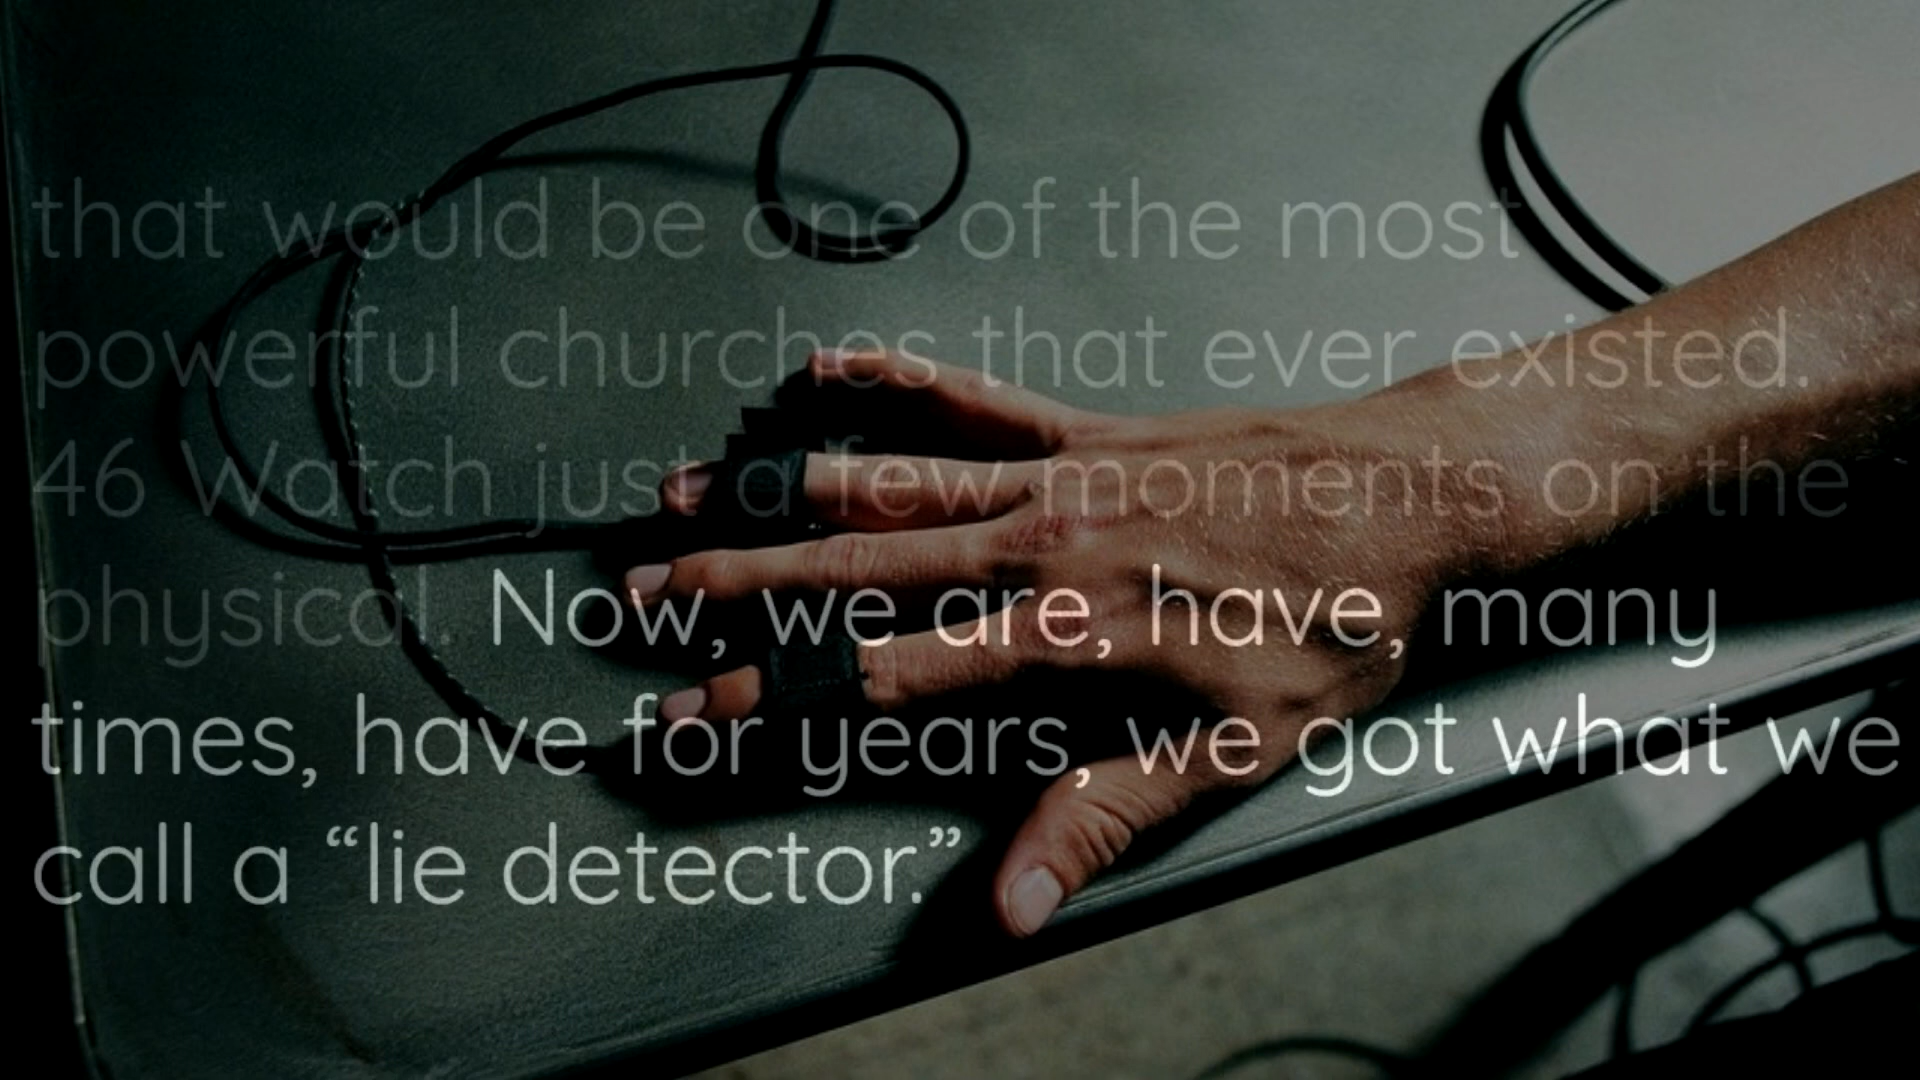 that would be one of the most
powerful churches that ever existed.
46 Watch just a few moments on the
physical. Now, we are, have, many
times, have for years, we got what we
call a “lie detector.”